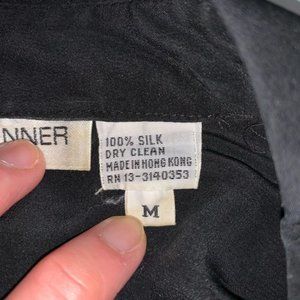 NNER
100% SILK
DRY CLEAN
MADE IN HONG KONG
RN 13-3140353
M